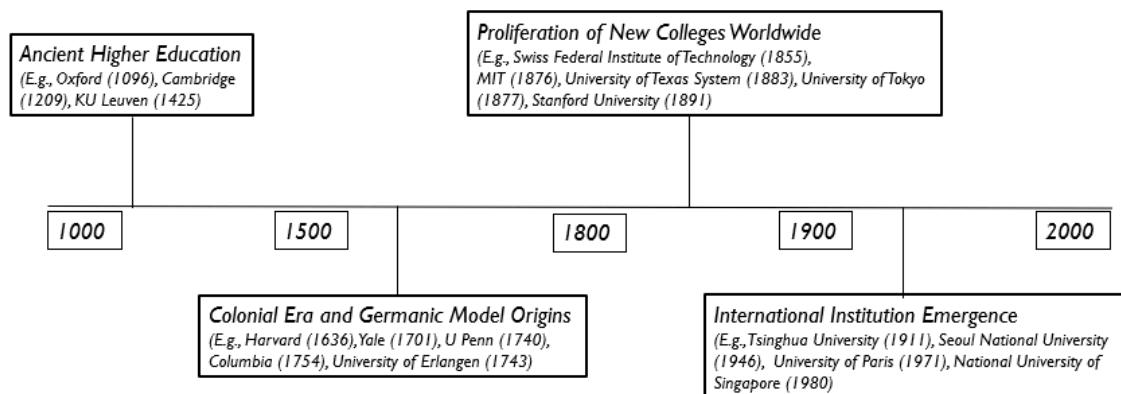 Ancient Higher Education
(E.g., Oxford (1096), Cambridge
(1209), KU Leuven (1425)
Proliferation of New Colleges Worldwide
(E.g., Swiss Federal Institute of Technology (1855),
MIT (1876), University of Texas System (1883), University of Tokyo
(1877), Stanford University (1891)
1000
1500
1800
1900
2000
Colonial Era and Germanic Model Origins
(E.g., Harvard (1636), Yale (1701), U Penn (1740),
Columbia (1754), University of Erlangen (1743)
International Institution Emergence
(E.g., Tsinghua University (1911), Seoul National University
(1946), University of Paris (1971), National University of
Singapore (1980)